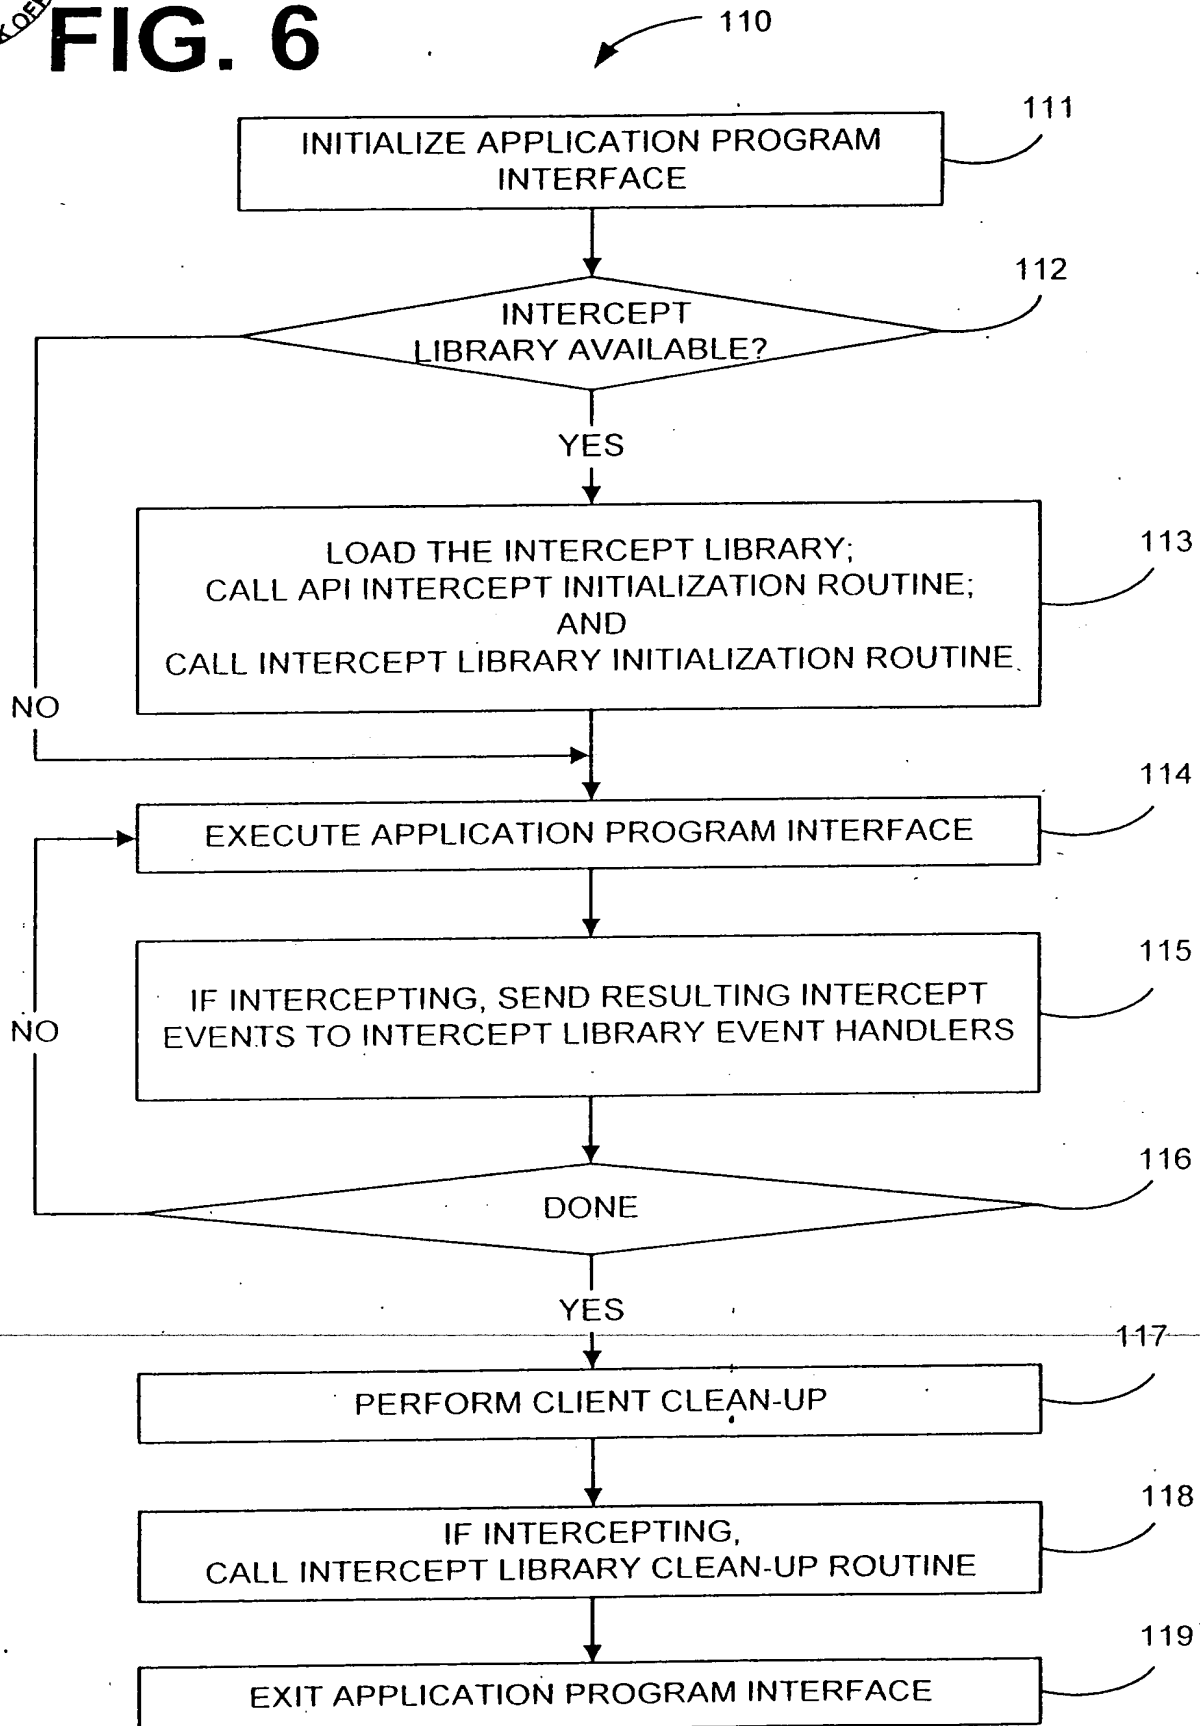 K OFF
FIG. 6
110
INITIALIZE APPLICATION PROGRAM
INTERFACE
111
INTERCEPT
LIBRARY AVAILABLE?
112
YES
LOAD THE INTERCEPT LIBRARY;
CALL API INTERCEPT INITIALIZATION ROUTINE;
AND
CALL INTERCEPT LIBRARY INITIALIZATION ROUTINE
113
NO
EXECUTE APPLICATION PROGRAM INTERFACE
114
IF INTERCEPTING, SEND RESULTING INTERCEPT
EVENTS TO INTERCEPT LIBRARY EVENT HANDLERS
115
NO
DONE
116
YES
117
PERFORM CLIENT CLEAN-UP
IF INTERCEPTING,
CALL INTERCEPT LIBRARY CLEAN-UP ROUTINE
118
EXIT APPLICATION PROGRAM INTERFACE
119